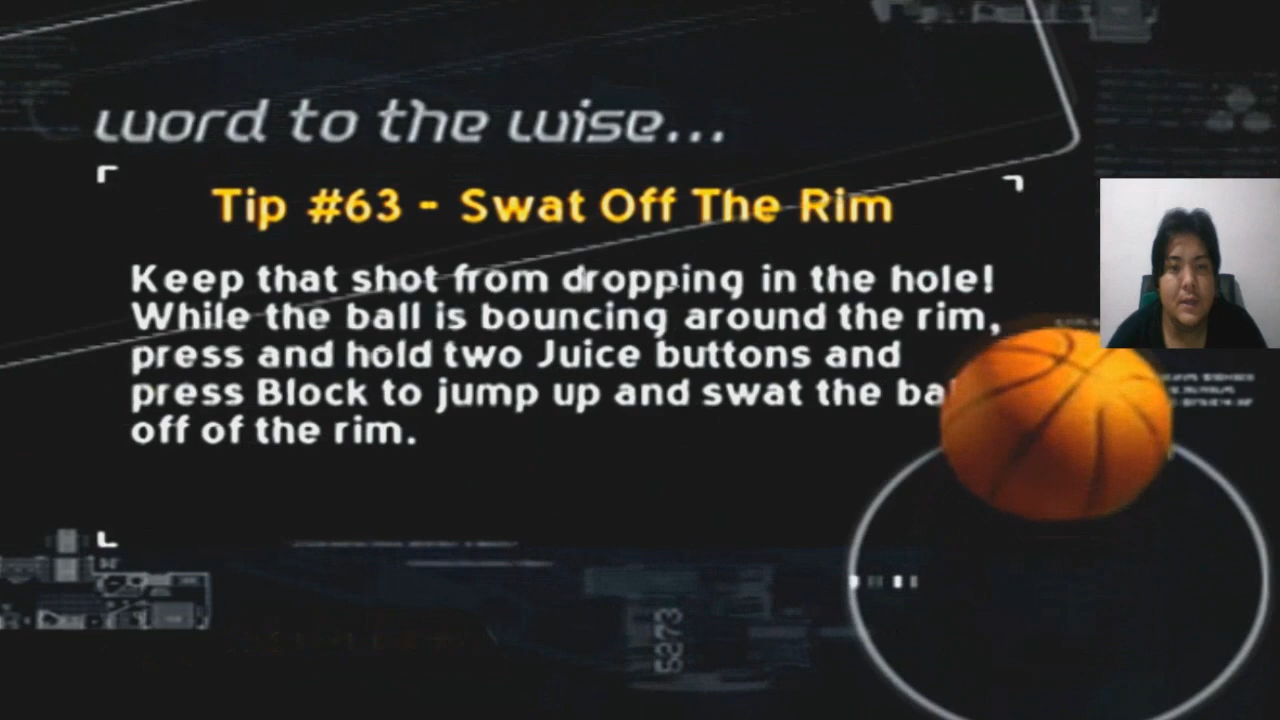 word to the wise...
Tip #63 - Swat Off The Rim
Keep that shot from dropping in the hole!
While the ball is bouncing around the rim,
press and hold two Juice buttons and
press Block to jump up and swat the ba
off of the rim.
5273